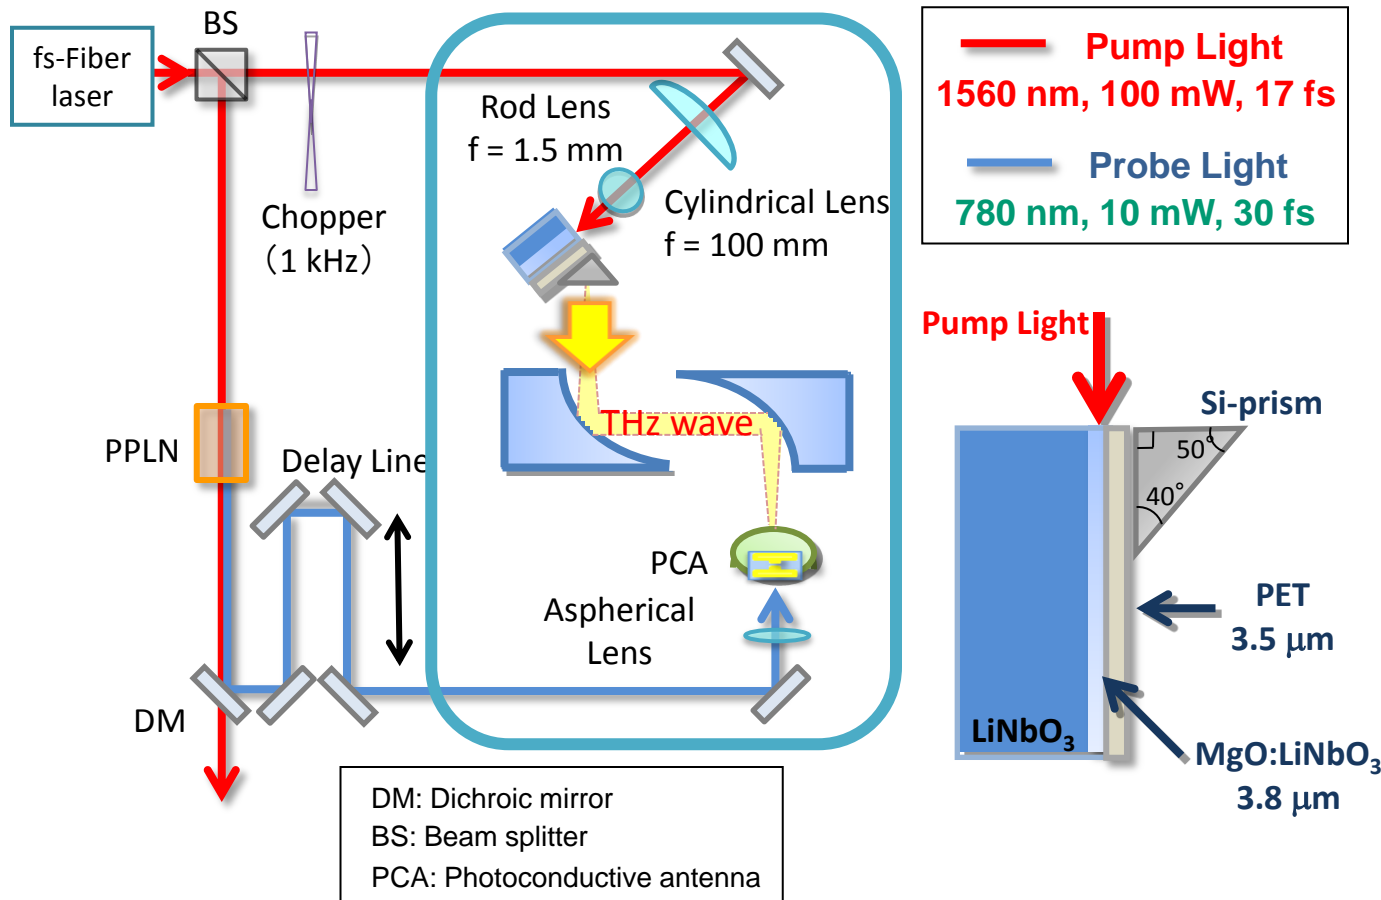 BS
fs-Fiber
laser
Rod Lens
f = 1.5 mm
Chopper
（1 kHz）
Cylindrical Lens
f = 100 mm
PPLN
Delay Line
THz wave
PCA
Aspherical
Lens
DM
DM: Dichroic mirror
BS: Beam splitter
PCA: Photoconductive antenna
Pump Light
1560 nm, 100 mW, 17 fs
Probe Light
780 nm, 10 mW, 30 fs
Pump Light
Si-prism
50°
40°
PET
3.5 μm
LiNbO₃
MgO:LiNbO₃
3.8 μm